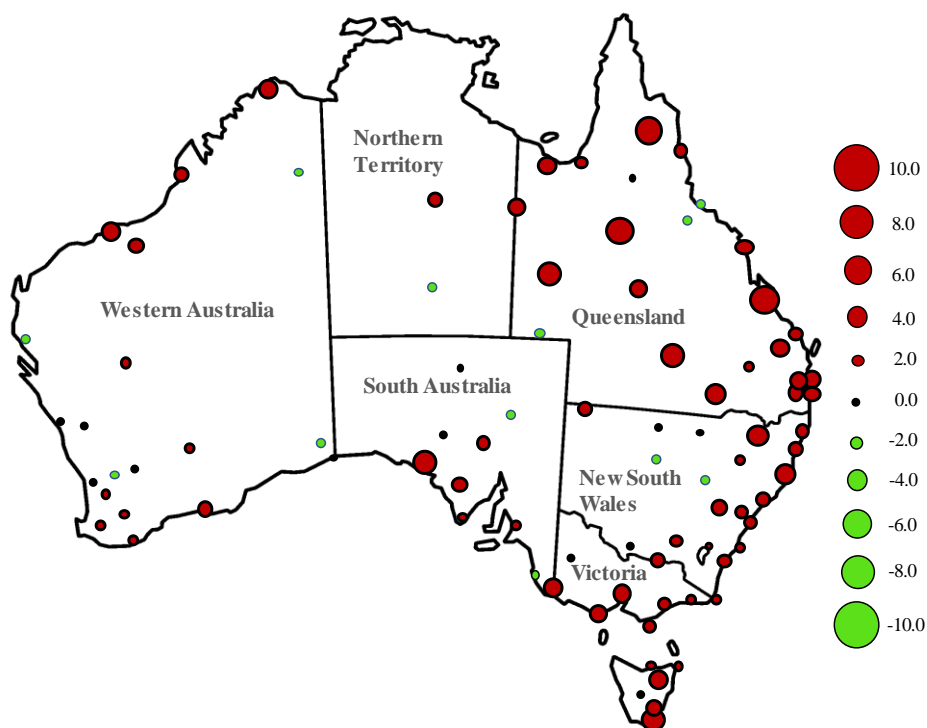 Northern
Territory
Western Australia
Queensland
South Australia
New South
Wales
Victoria
10.0
8.0
6.0
4.0
2.0
0.0
-2.0
-4.0
-6.0
-8.0
-10.0